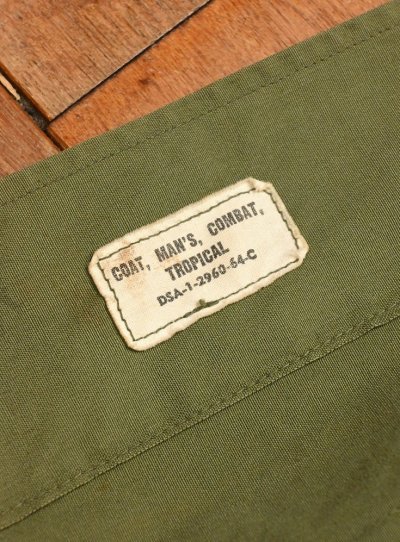 COAT, MAN'S, COMBAT,
TROPICAL
DSA-1-2960-64-C